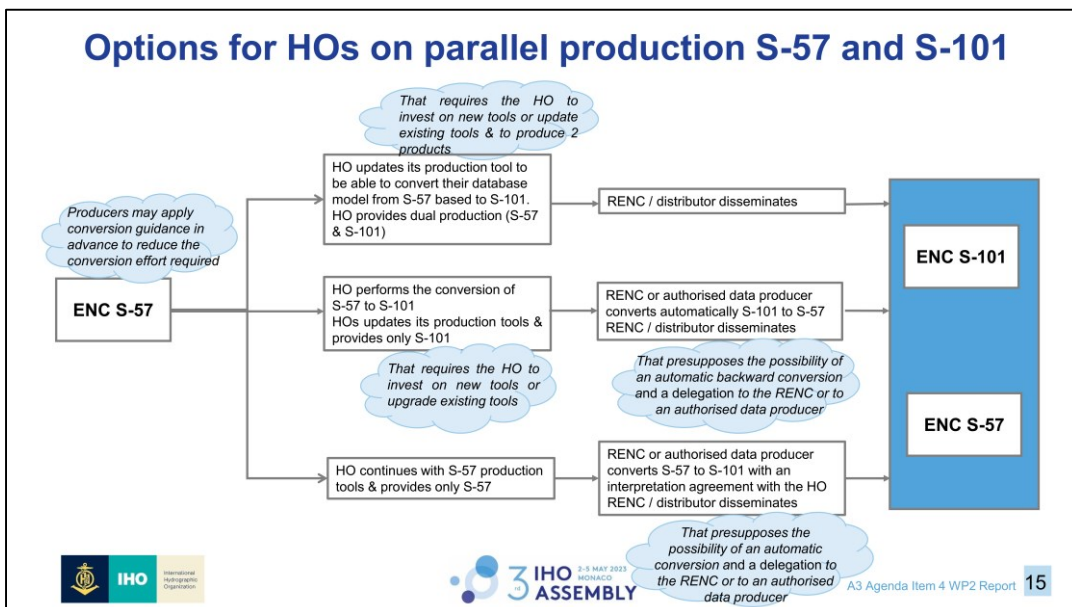 Options for HOs on parallel production S-57 and S-101
That requires the HO to
invest on new tools or update
existing tools & to produce 2
products
HO updates its production tool to
be able to convert their database
model from S-57 based to S-101.
HO provides dual production (S-57
& S-101)
RENC / distributor disseminates
Producers may apply
conversion guidance in
advance to reduce the
conversion effort required
ENC S-57
HO performs the conversion of
S-57 to S-101
HOs updates its production tools &
provides only S-101
RENC or authorised data producer
converts automatically S-101 to S-57
RENC / distributor disseminates
That requires the HO to
invest on new tools or
upgrade existing tools
That presupposes the possibility of
an automatic backward conversion
and a delegation to the RENC or to
an authorised data producer
HO continues with S-57 production
tools & provides only S-57
RENC or authorised data producer
converts S-57 to S-101 with an
interpretation agreement with the HO
RENC / distributor disseminates
That presupposes the
possibility of an automatic
conversion and a delegation to
the RENC or to an authorised
data producer
ENC S-101
ENC S-57
IHO
International
Hydrographic
Organization
3rd IHO ASSEMBLY
2-5 MAY 2023
MONACO
A3 Agenda Item 4 WP2 Report 15